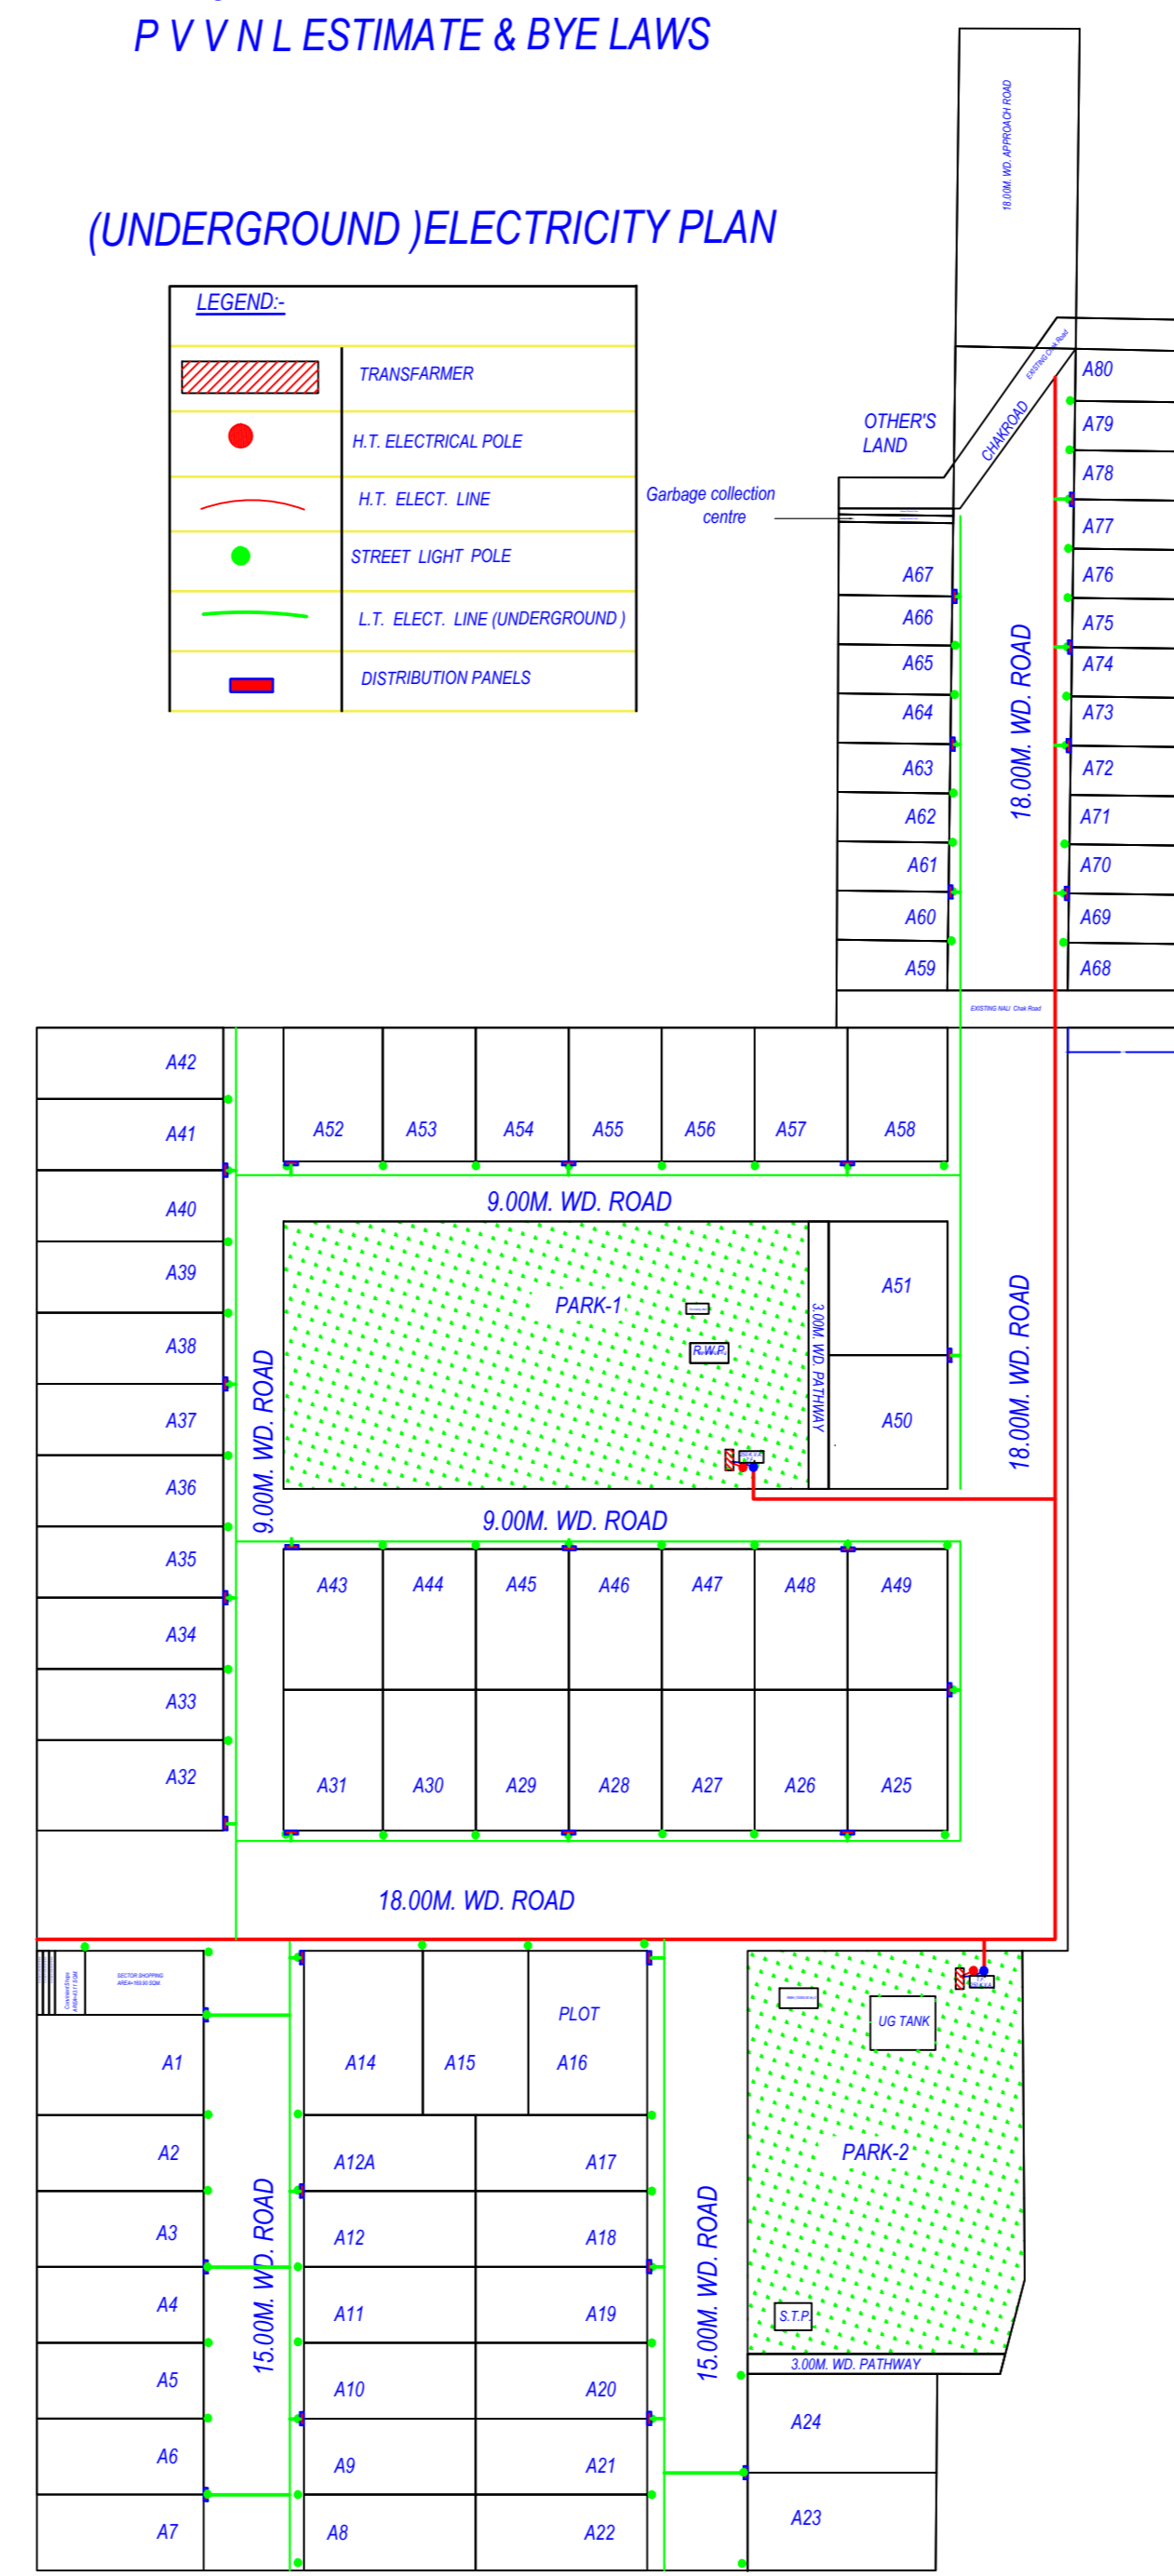 P V V N L ESTIMATE & BYE LAWS
18.00M. WD. APPROACH ROAD
(UNDERGROUND )ELECTRICITY PLAN
LEGEND:-
TRANSFARMER
H.T. ELECTRICAL POLE
H.T. ELECT. LINE
STREET LIGHT POLE
L.T. ELECT. LINE (UNDERGROUND )
DISTRIBUTION PANELS
OTHER'S
LAND
EXISTING Chak Road
CHAKROAD
Garbage collection
centre
A80
A79
A78
A77
A76
A75
A74
A73
A72
A71
A70
A69
A68
A67
A66
A65
A64
A63
A62
A61
A60
A59
18.00M. WD. ROAD
EXISTING NALI Chak Road
A42
A41
A40
A39
A38
A37
A36
A35
A34
A33
A32
A52
A53
A54
A55
A56
A57
A58
9.00M. WD. ROAD
PARK-1
R.W.P.
3.00M. WD. PATHWAY
A51
A50
18.00M. WD. ROAD
9.00M. WD. ROAD
9.00M. WD. ROAD
A43
A44
A45
A46
A47
A48
A49
A31
A30
A29
A28
A27
A26
A25
18.00M. WD. ROAD
SECTOR SHOPPING
A1
A2
A3
A4
A5
A6
A7
15.00M. WD. ROAD
A14
A15
PLOT
A16
A12A
A17
A12
A18
A11
A19
A10
A20
A9
A21
A8
A22
15.00M. WD. ROAD
UG TANK
PARK-2
S.T.P.
3.00M. WD. PATHWAY
A24
A23